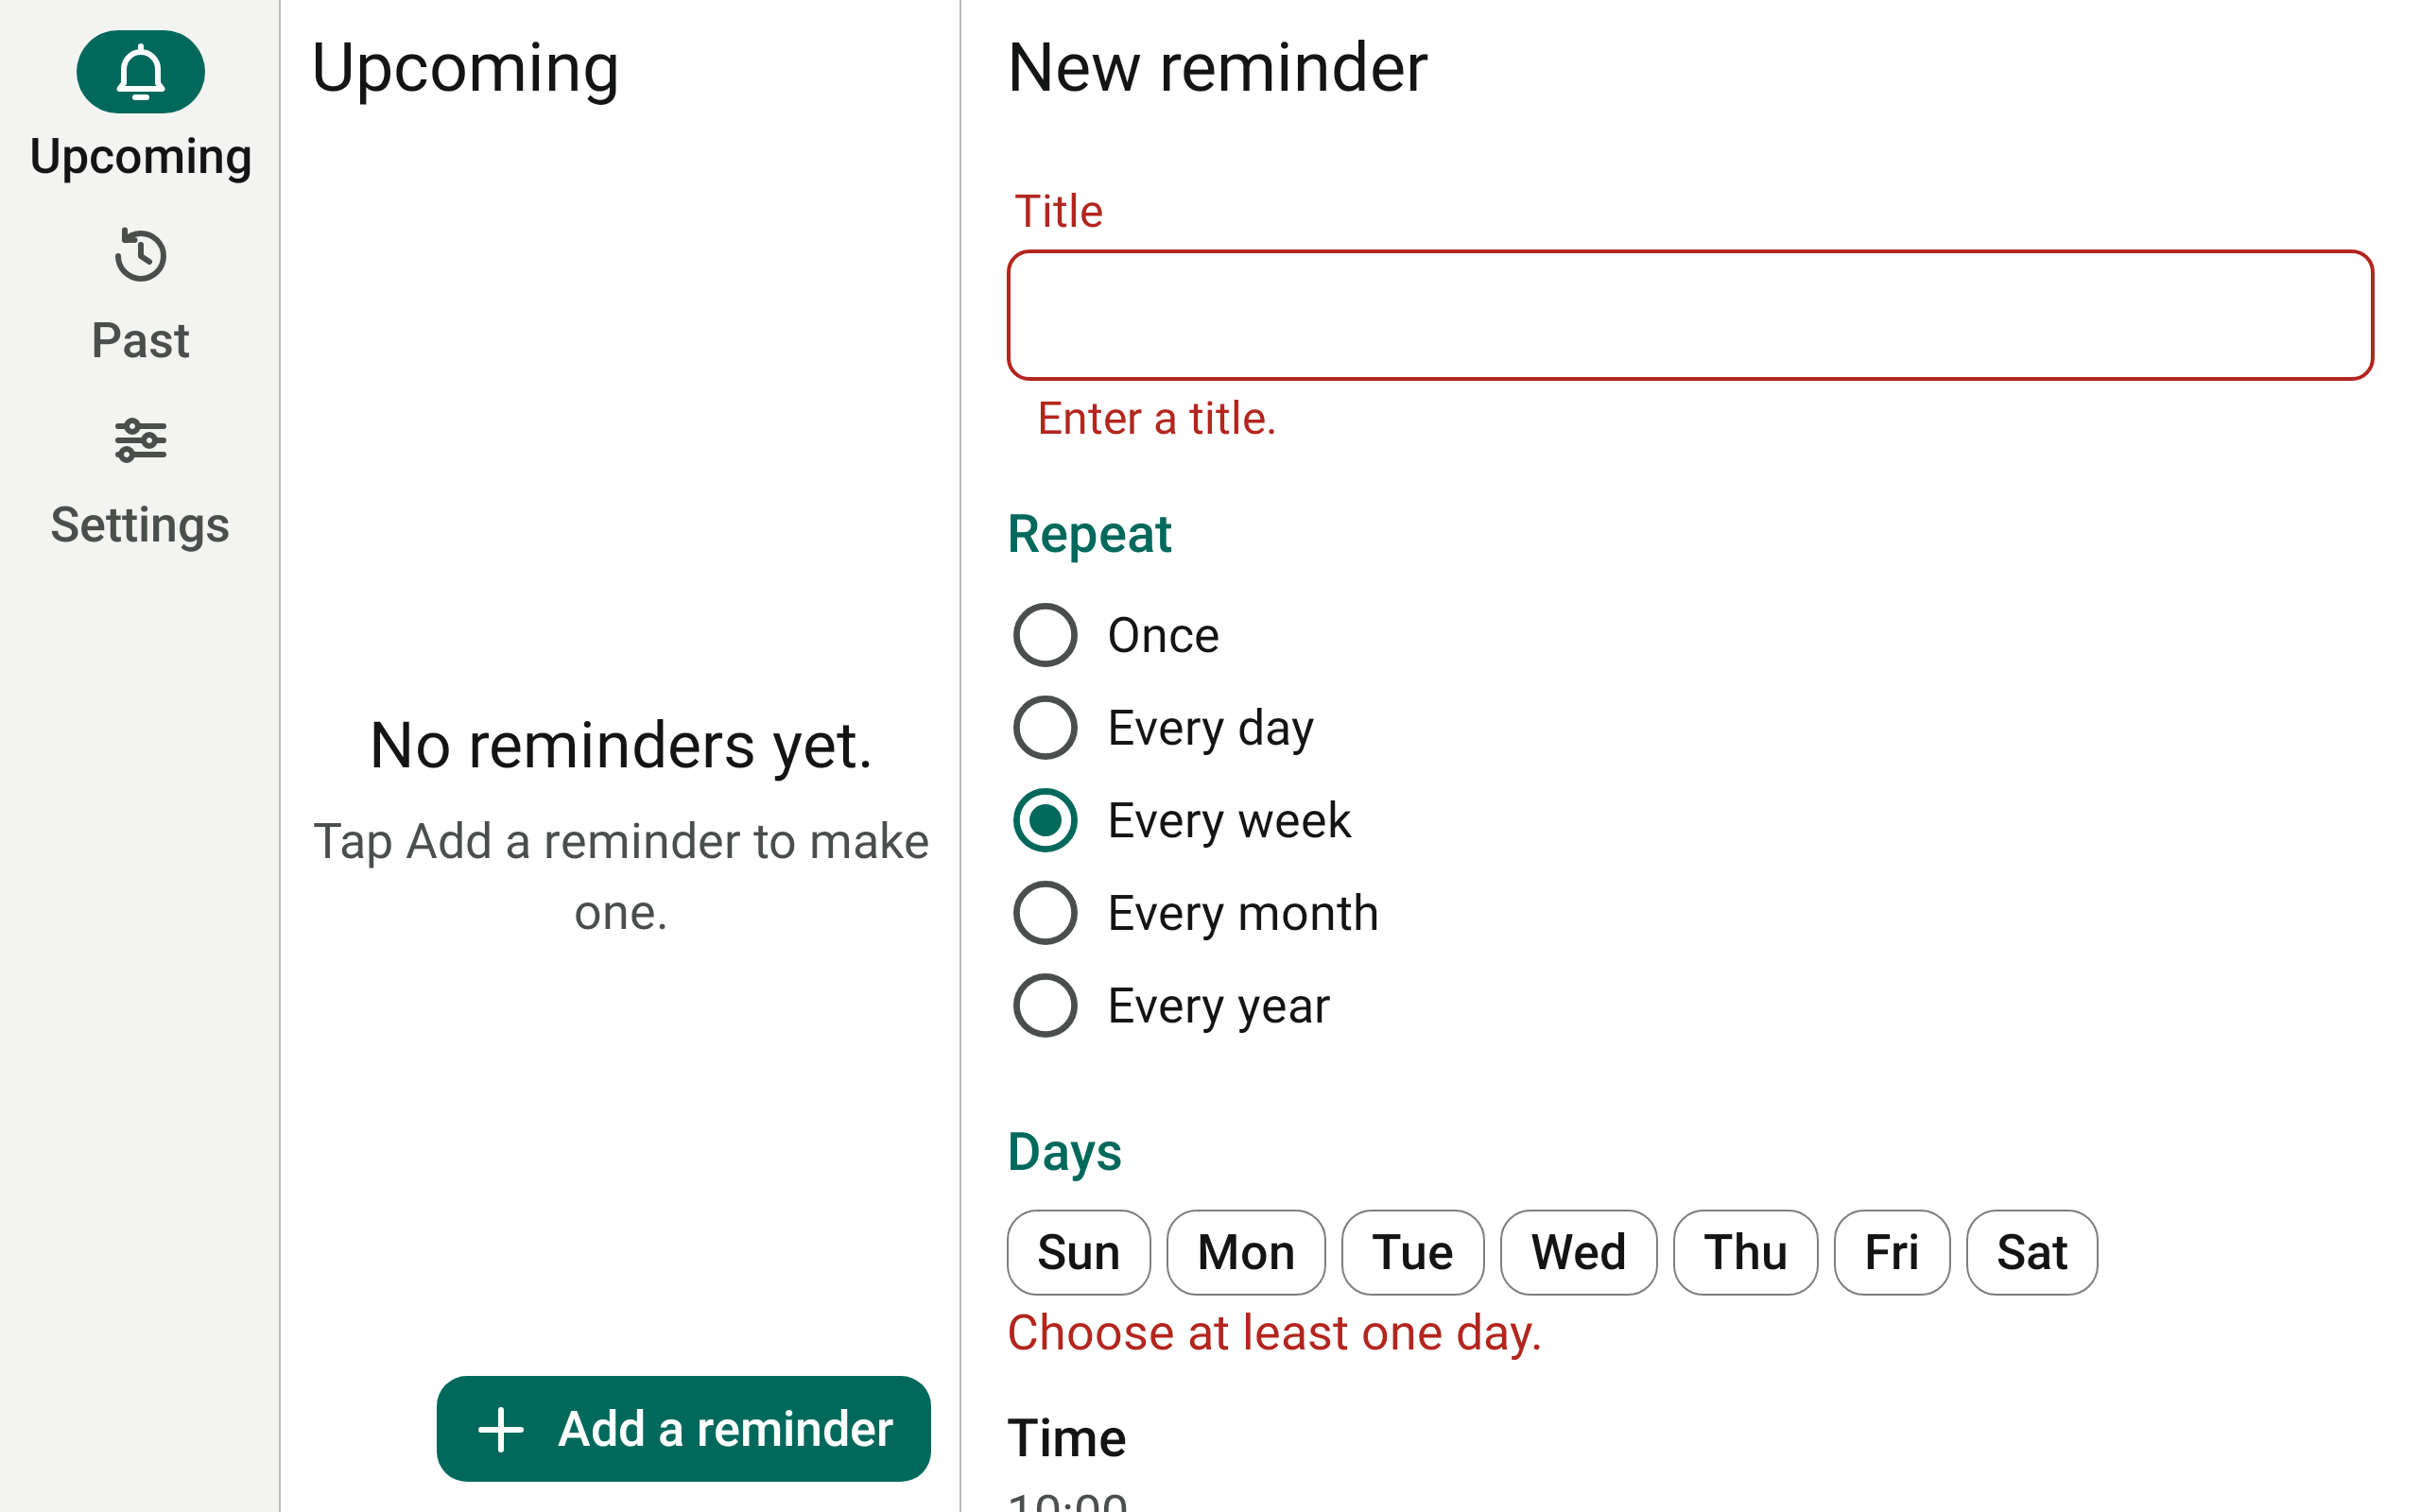 Upcoming
Past
Settings
Upcoming
No reminders yet.
Tap Add a reminder to make
one.
Add a reminder
New reminder
Title
Enter a title.
Repeat
Once
Every day
Every week
Every month
Every year
Days
Sun Mon Tue Wed Thu Fri Sat
Choose at least one day.
Time
10:00